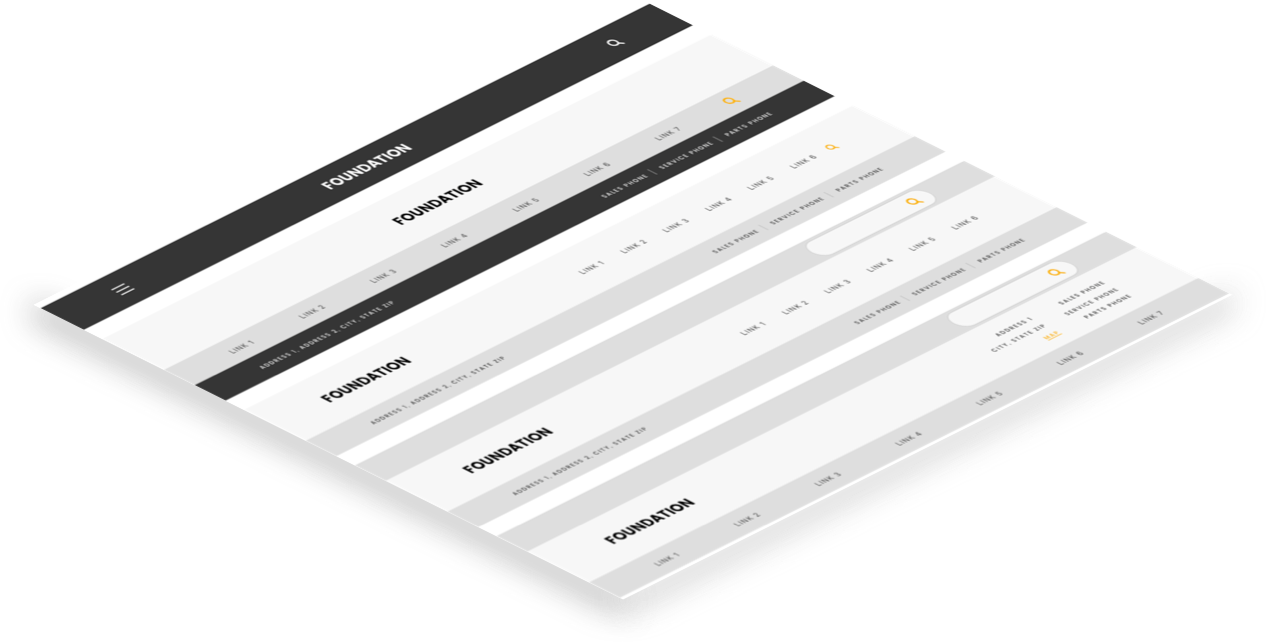 FOUNDATION
FOUNDATION
LINK 1 LINK 2 LINK 3 LINK 4 LINK 5 LINK 6 LINK 7
ADDRESS 1, ADDRESS 2, CITY, STATE ZIP SALES PHONE | SERVICE PHONE | PARTS PHONE
FOUNDATION LINK 1 LINK 2 LINK 3 LINK 4 LINK 5 LINK 6
ADDRESS 1, ADDRESS 2, CITY, STATE ZIP SALES PHONE | SERVICE PHONE | PARTS PHONE
FOUNDATION LINK 1 LINK 2 LINK 3 LINK 4 LINK 5 LINK 6
ADDRESS 1, ADDRESS 2, CITY, STATE ZIP SALES PHONE | SERVICE PHONE | PARTS PHONE
FOUNDATION
ADDRESS 1 SALES PHONE
CITY, STATE ZIP SERVICE PHONE
MAP PARTS PHONE
LINK 1 LINK 2 LINK 3 LINK 4 LINK 5 LINK 6 LINK 7